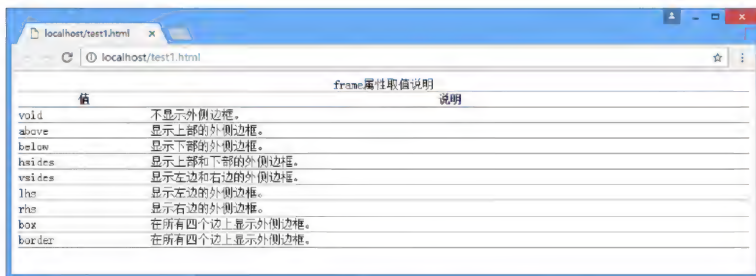 localhost/test1.html
localhost/test1.html
frame属性取值说明
值 说明
void 不显示外侧边框。
above 显示上部的外侧边框。
below 显示下部的外侧边框。
hsides 显示上部和下部的外侧边框。
vsides 显示左边和右边的外侧边框。
lhs 显示左边的外侧边框。
rhs 显示右边的外侧边框。
box 在所有四个边上显示外侧边框。
border 在所有四个边上显示外侧边框。